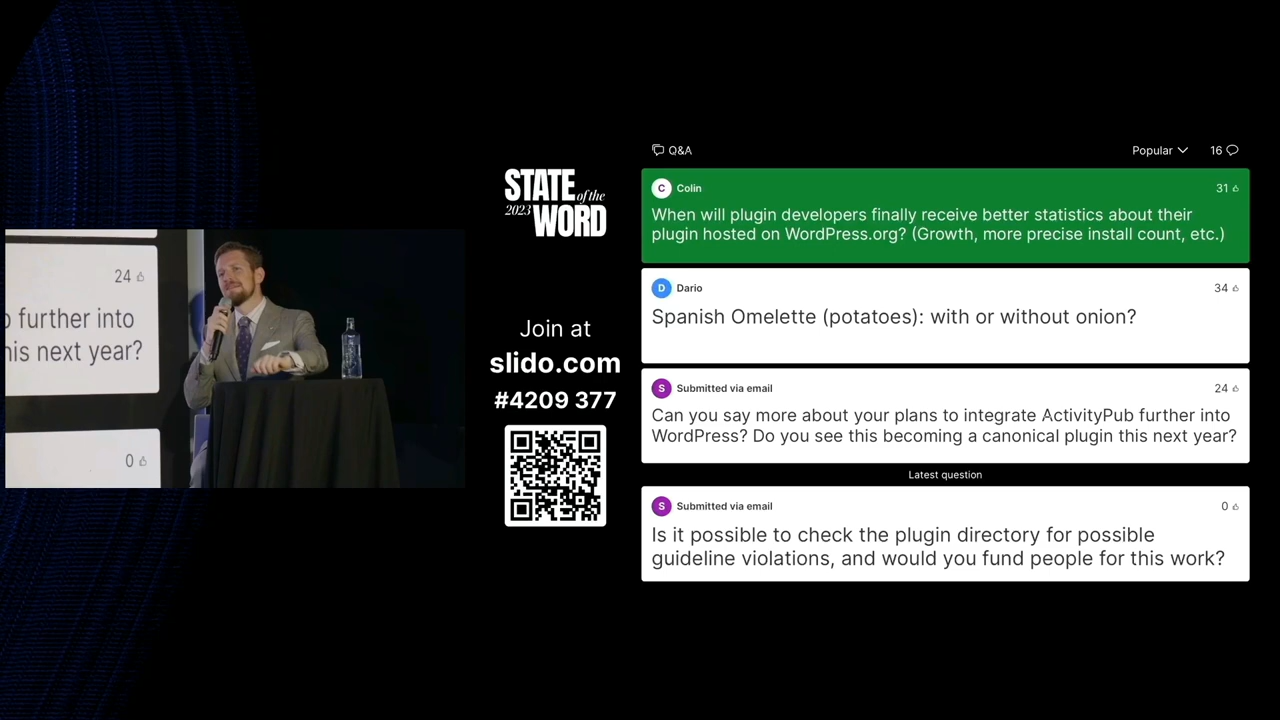 24
o further into
his next year?
0
STATE of the
2023 WORD
Join at
slido.com
#4209 377
Q&A
Popular
16
C Colin
31
When will plugin developers finally receive better statistics about their
plugin hosted on WordPress.org? (Growth, more precise install count, etc.)
D Dario
34
Spanish Omelette (potatoes): with or without onion?
S Submitted via email
24
Can you say more about your plans to integrate ActivityPub further into
WordPress? Do you see this becoming a canonical plugin this next year?
Latest question
S Submitted via email
0
Is it possible to check the plugin directory for possible
guideline violations, and would you fund people for this work?